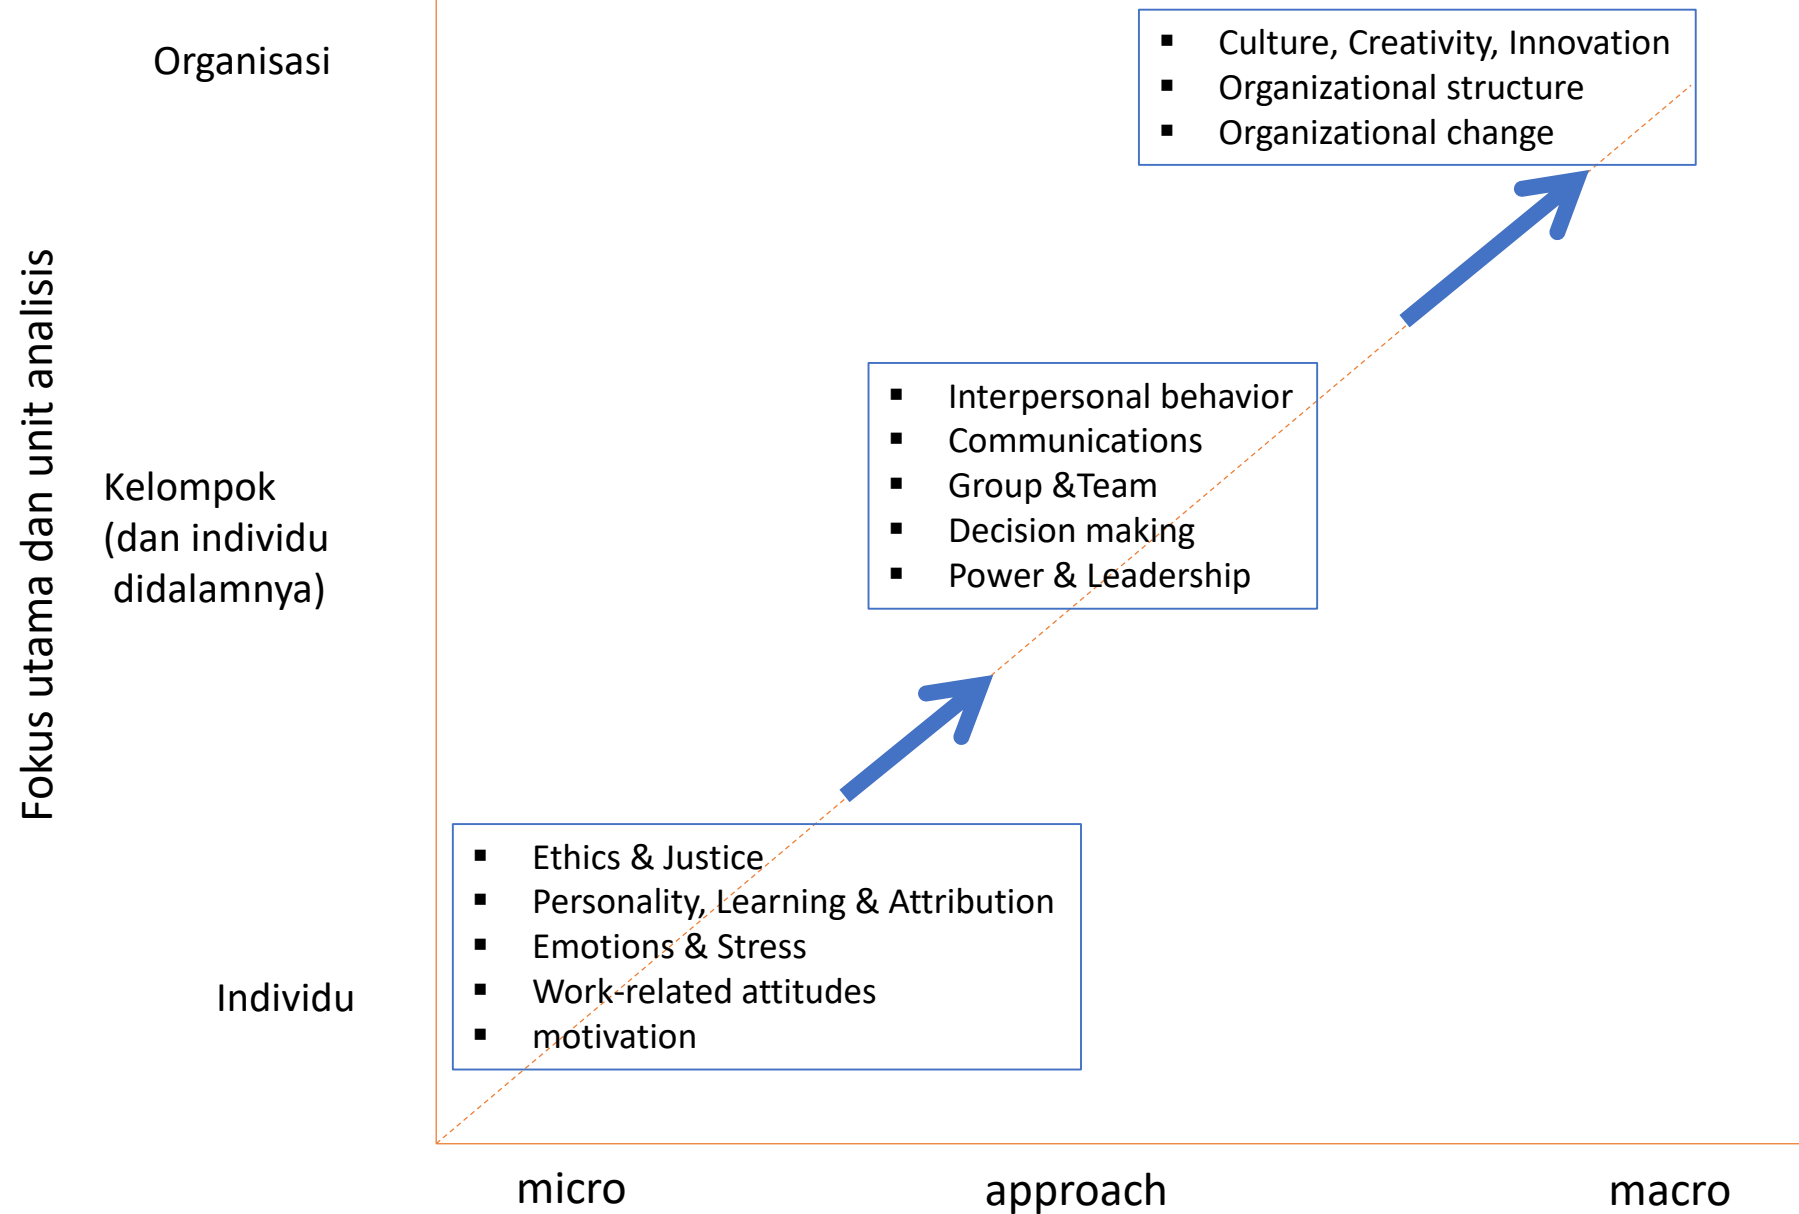 Organisasi
Culture, Creativity, Innovation
Organizational structure
Organizational change
Fokus utama dan unit analisis
Kelompok
(dan individu
didalamnya)
Interpersonal behavior
Communications
Group &Team
Decision making
Power & Leadership
Individu
Ethics & Justice
Personality, Learning & Attribution
Emotions & Stress
Work-related attitudes
motivation
micro
approach
macro